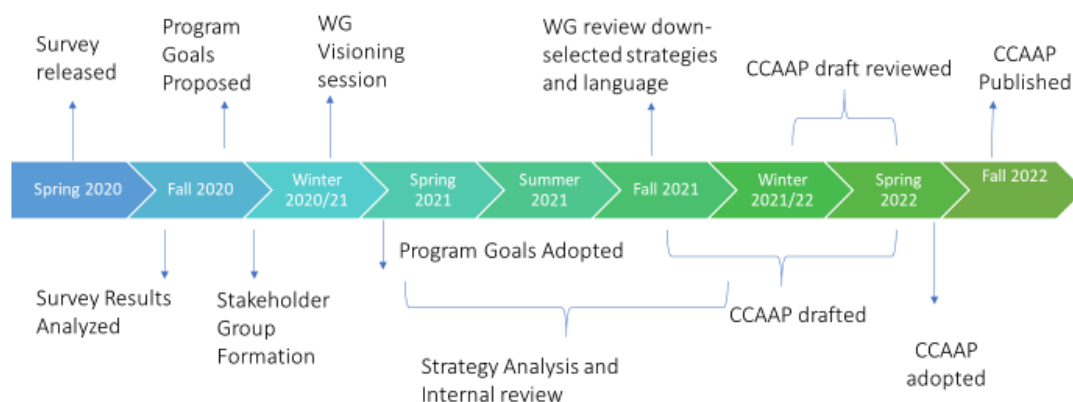 Survey
released
Program
Goals
Proposed
WG
Visioning
session
WG review down-
selected strategies
and language
CCAAP draft reviewed
CCAAP
Published
Spring 2020
Fall 2020
Winter
2020/21
Spring
2021
Summer
2021
Fall 2021
Winter
2021/22
Spring
2022
Fall 2022
Survey Results
Analyzed
Stakeholder
Group
Formation
Program Goals Adopted
Strategy Analysis and
Internal review
CCAAP drafted
CCAAP
adopted